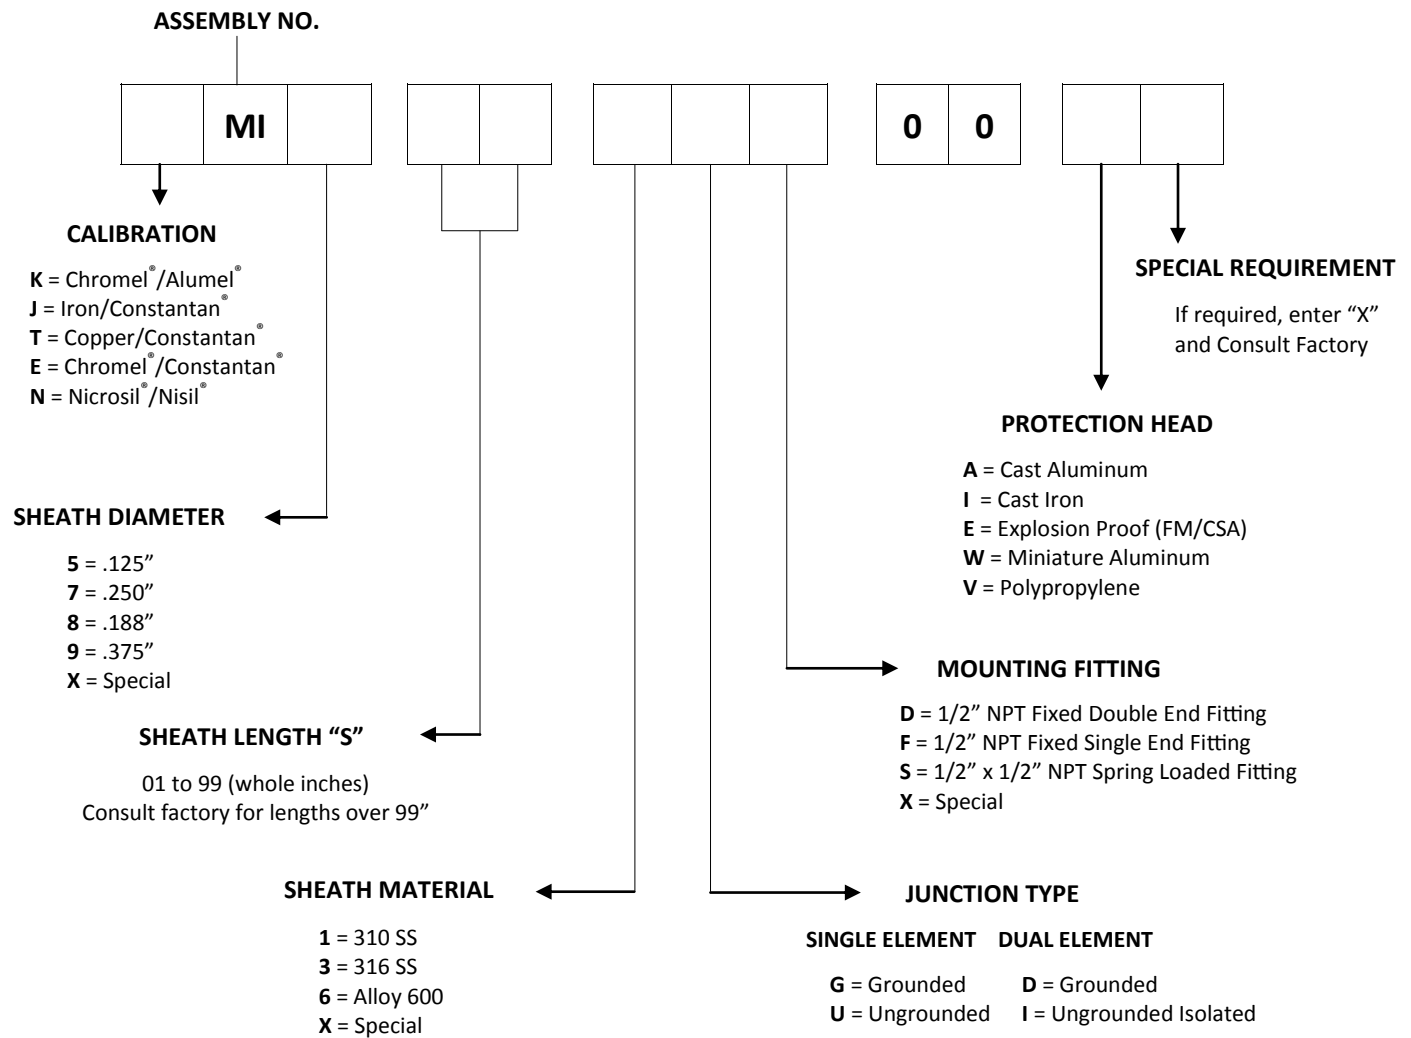 ASSEMBLY NO.
MI
0 0
CALIBRATION
K = Chromel®/Alumel®
J = Iron/Constantan®
T = Copper/Constantan®
E = Chromel®/Constantan®
N = Nicrosil®/Nisil®
SPECIAL REQUIREMENT
If required, enter “X”
and Consult Factory
PROTECTION HEAD
A = Cast Aluminum
I = Cast Iron
E = Explosion Proof (FM/CSA)
W = Miniature Aluminum
V = Polypropylene
SHEATH DIAMETER
5 = .125”
7 = .250”
8 = .188”
9 = .375”
X = Special
MOUNTING FITTING
D = 1/2” NPT Fixed Double End Fitting
F = 1/2” NPT Fixed Single End Fitting
S = 1/2” x 1/2” NPT Spring Loaded Fitting
X = Special
SHEATH LENGTH “S”
01 to 99 (whole inches)
Consult factory for lengths over 99”
SHEATH MATERIAL
1 = 310 SS
3 = 316 SS
6 = Alloy 600
X = Special
JUNCTION TYPE
SINGLE ELEMENT DUAL ELEMENT
G = Grounded D = Grounded
U = Ungrounded I = Ungrounded Isolated